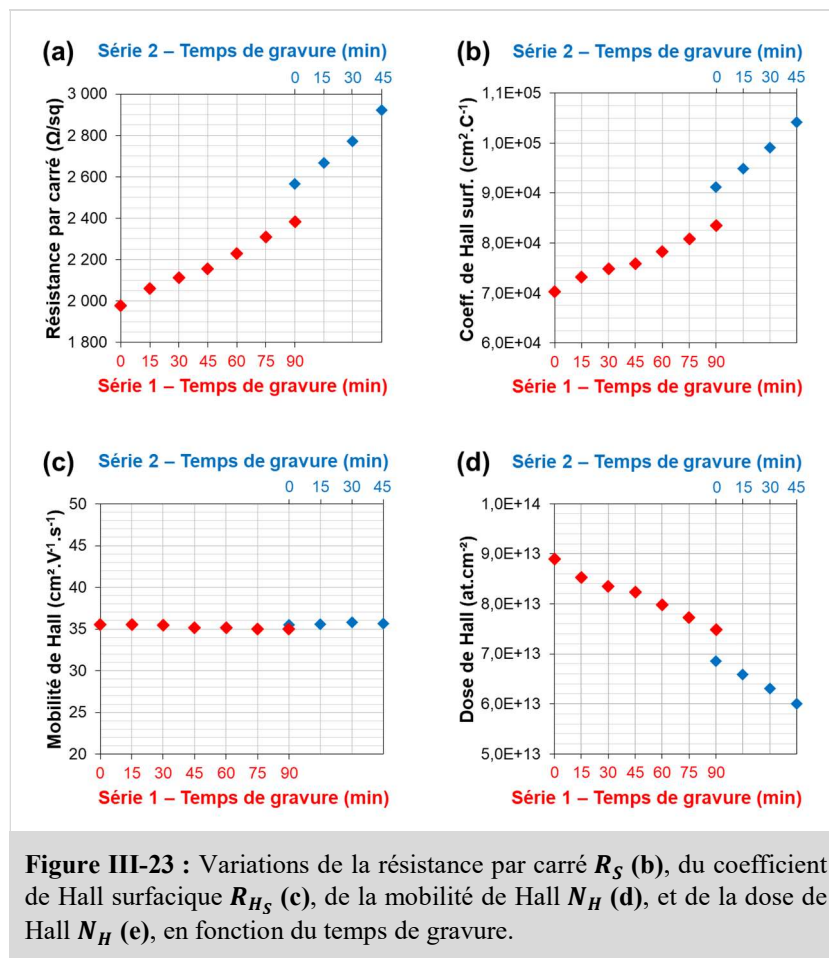 (a) Série 2 – Temps de gravure (min)
0 15 30 45
Résistance par carré (Ω/sq)
3 000
2 800
2 600
2 400
2 200
2 000
1 800
0 15 30 45 60 75 90
Série 1 – Temps de gravure (min)
(b) Série 2 – Temps de gravure (min)
0 15 30 45
Coeff. de Hall surf. (cm².C⁻¹)
1,1E+05
1,0E+05
9,0E+04
8,0E+04
7,0E+04
6,0E+04
0 15 30 45 60 75 90
Série 1 – Temps de gravure (min)
(c) Série 2 – Temps de gravure (min)
0 15 30 45
Mobilité de Hall (cm².V⁻¹.s⁻¹)
50
45
40
35
30
25
20
0 15 30 45 60 75 90
Série 1 – Temps de gravure (min)
(d) Série 2 – Temps de gravure (min)
0 15 30 45
Dose de Hall (at.cm⁻²)
1,0E+14
9,0E+13
8,0E+13
7,0E+13
6,0E+13
5,0E+13
0 15 30 45 60 75 90
Série 1 – Temps de gravure (min)
Figure III-23 : Variations de la résistance par carré R_S (b), du coefficient
de Hall surfacique R_{H_S} (c), de la mobilité de Hall N_H (d), et de la dose de
Hall N_H (e), en fonction du temps de gravure.